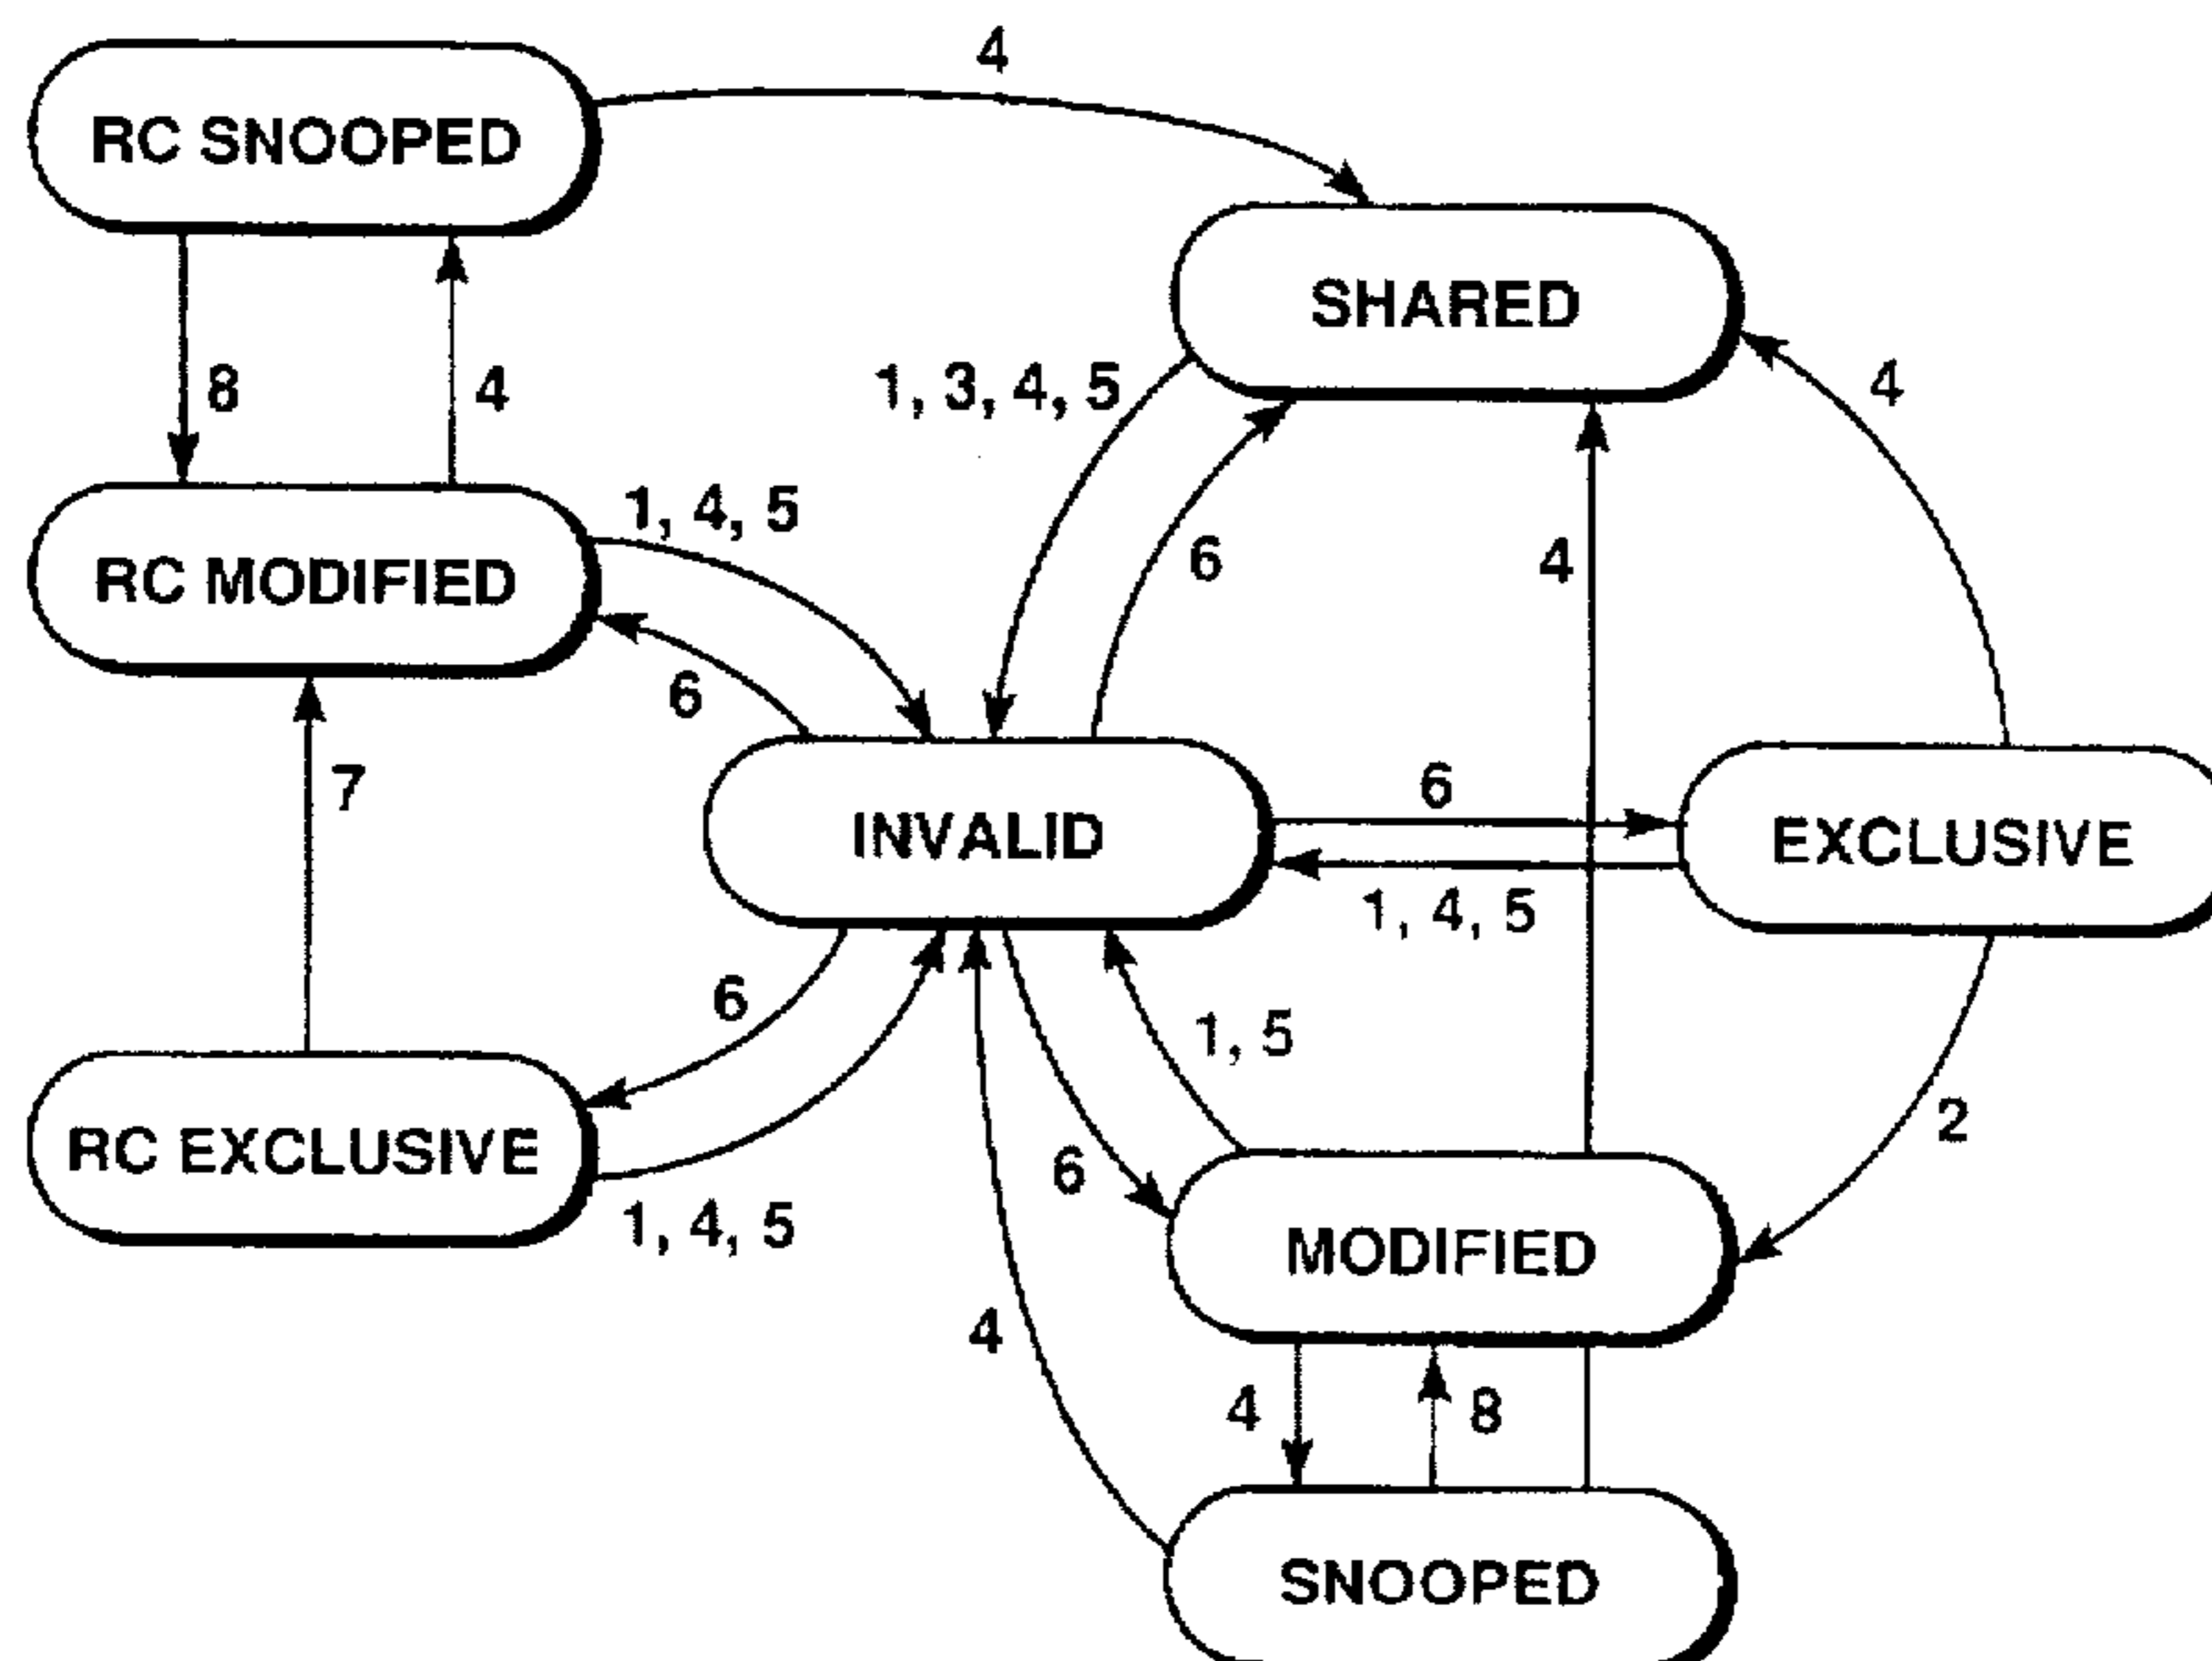 4
RC SNOOPED
SHARED
8
4
1, 3, 4, 5
4
1, 4, 5
RC MODIFIED
6
4
6
7
6
INVALID
EXCLUSIVE
1, 4, 5
6
1, 5
2
RC EXCLUSIVE
6
1, 4, 5
MODIFIED
4
4
8
SNOOPED